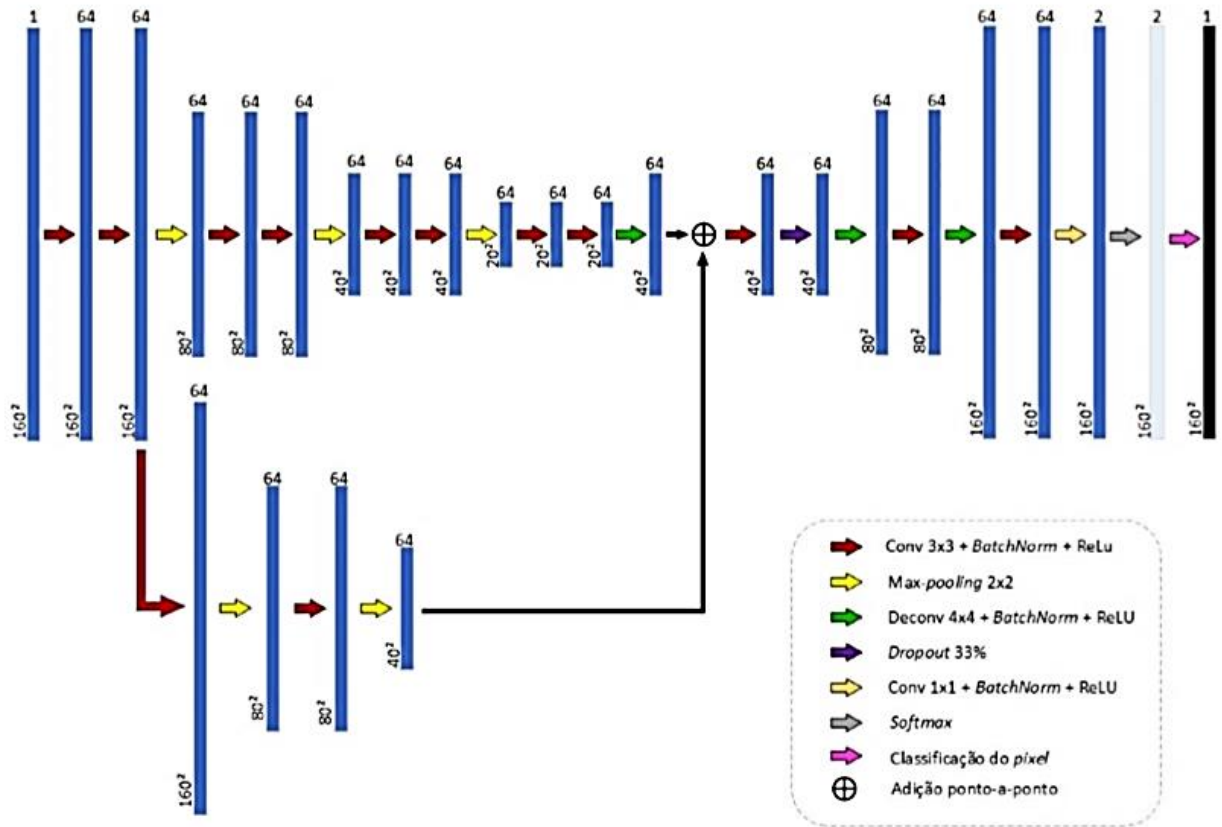 1 64 64
64 64 64
64 64 64
64 64 64
64
64 64
64 64
64 64 2 2 1
160² 160² 160²
80² 80² 80²
40² 40² 40²
20² 20² 20²
40²
40² 40²
80² 80²
160² 160² 160² 160² 160²
64
64 64
64
160²
80² 80²
40²
Conv 3x3 + BatchNorm + ReLu
Max-pooling 2x2
Deconv 4x4 + BatchNorm + ReLU
Dropout 33%
Conv 1x1 + BatchNorm + ReLU
Softmax
Classificação do pixel
Adição ponto-a-ponto